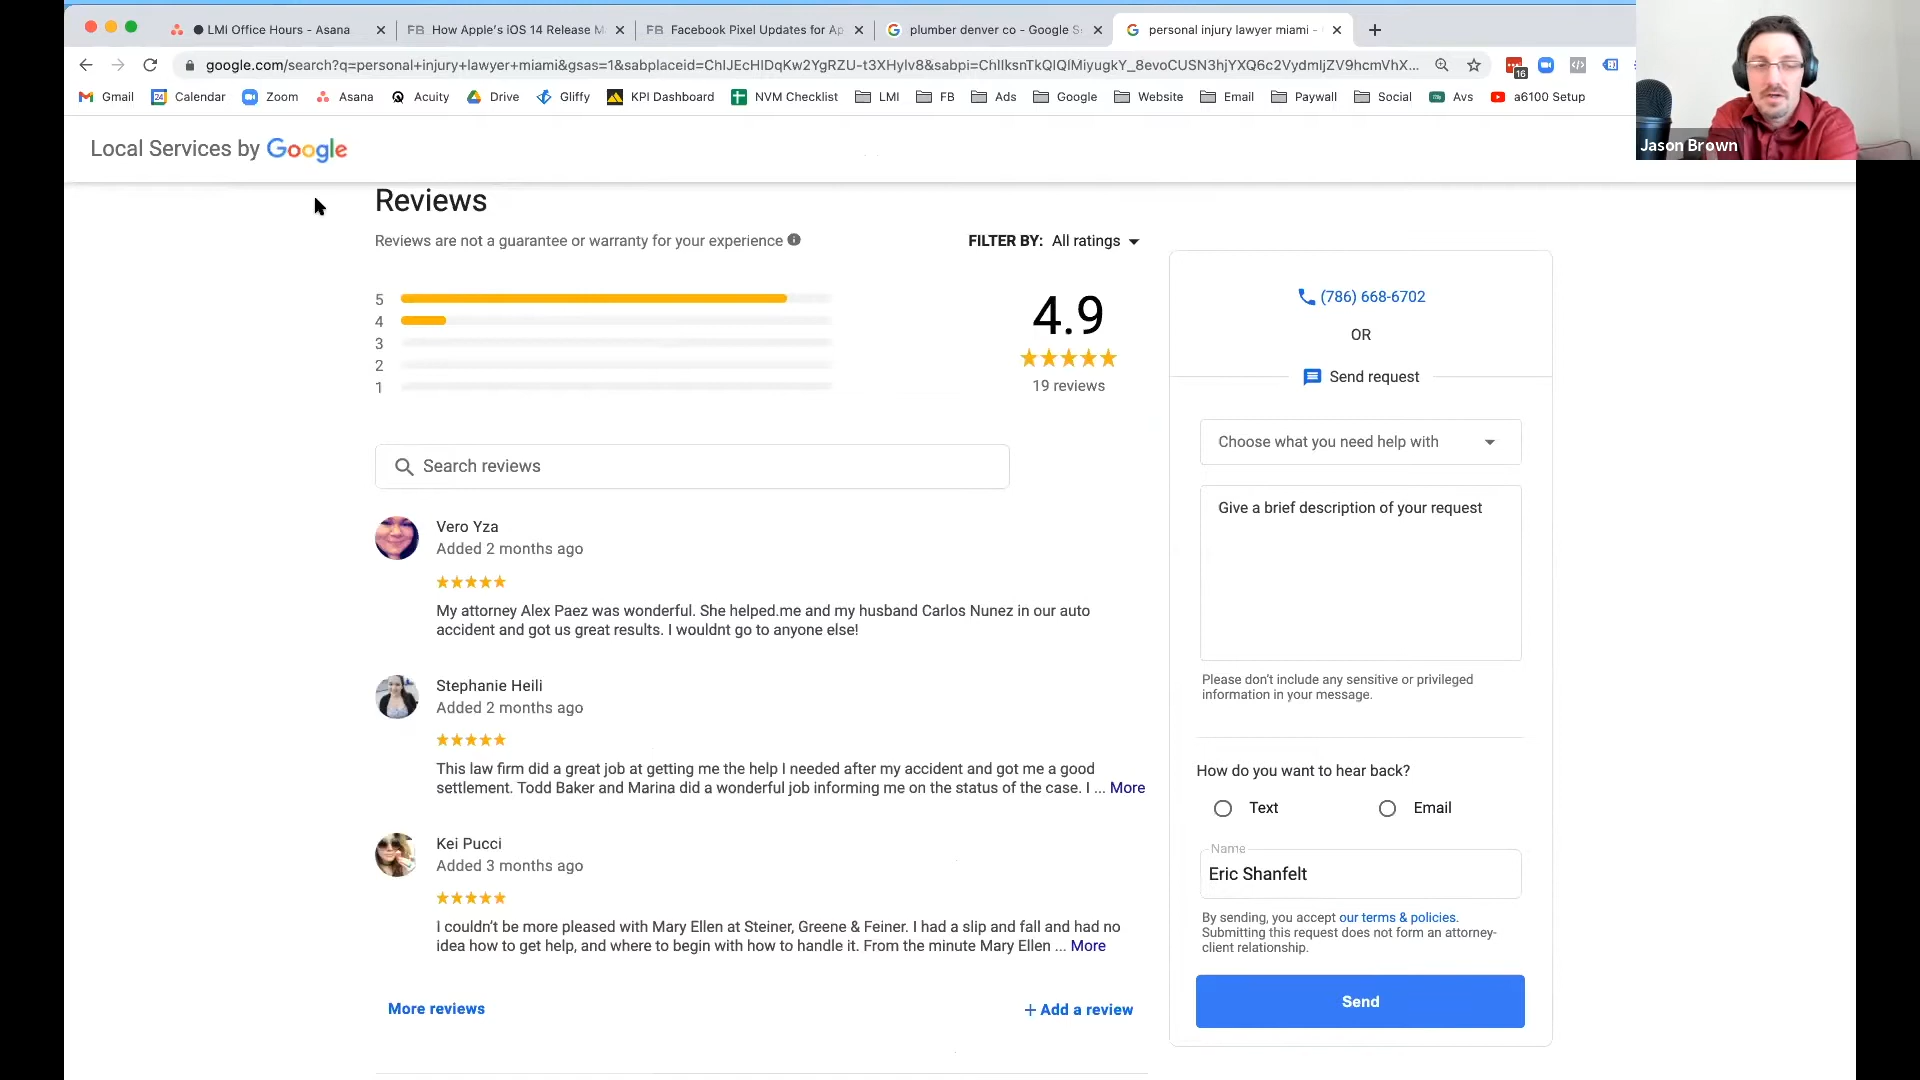 LMI Office Hours - Asana
FB How Apple's iOS 14 Release M
FB Facebook Pixel Updates for Ap
plumber denver co - Google S
personal injury lawyer miami -
google.com/search?q=personal+injury+lawyer+miami&gsas=1&sabplaceid=
16
Gmail
24
Calendar
Zoom
Asana
Acuity
Drive
Gliffy
KPI Dashboard
NVM Checklist
LMI
FB
Ads
Google
Website
Email
Paywall
Social
Avs
a6100 Setup
Jason Brown
Local Services by Google
Reviews
Reviews are not a guarantee or warranty for your experience
FILTER BY: All ratings
5
4
3
2
1
4.9
19 reviews
Search reviews
Vero Yza
Added 2 months ago
My attorney Alex Paez was wonderful. She helped.me and my husband Carlos Nunez in our auto
accident and got us great results. I wouldnt go to anyone else!
Stephanie Heili
Added 2 months ago
This law firm did a great job at getting me the help I needed after my accident and got me a good
settlement. Todd Baker and Marina did a wonderful job informing me on the status of the case. I ... More
Kei Pucci
Added 3 months ago
I couldn't be more pleased with Mary Ellen at Steiner, Greene & Feiner. I had a slip and fall and had no
idea how to get help, and where to begin with how to handle it. From the minute Mary Ellen ... More
More reviews
+ Add a review
(786) 668-6702
OR
Send request
Choose what you need help with
Give a brief description of your request
Please don't include any sensitive or privileged
information in your message.
How do you want to hear back?
Text
Email
Name
Eric Shanfelt
By sending, you accept our terms & policies.
Submitting this request does not form an attorney-
client relationship.
Send